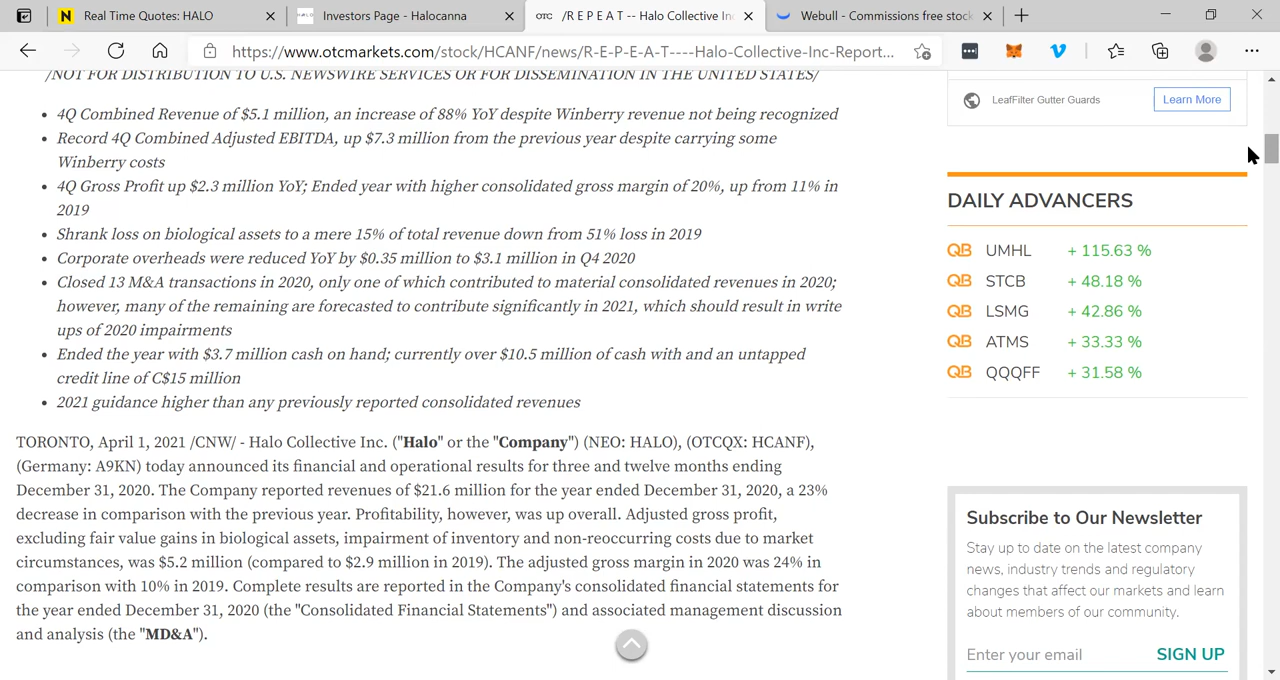 Real Time Quotes: HALO
Investors Page - Halocanna
OTC /R E P E A T -- Halo Collective In
Webull - Commissions free stock
https://www.otcmarkets.com/stock/HCANF/news/R-E-P-E-A-T----Halo-Collective-Inc-Report...
/NOT FOR DISTRIBUTION TO U.S. NEWSWIRE SERVICES OR FOR DISSEMINATION IN THE UNITED STATES/
• 4Q Combined Revenue of $5.1 million, an increase of 88% YoY despite Winberry revenue not being recognized
• Record 4Q Combined Adjusted EBITDA, up $7.3 million from the previous year despite carrying some
Winberry costs
• 4Q Gross Profit up $2.3 million YoY; Ended year with higher consolidated gross margin of 20%, up from 11% in
2019
• Shrank loss on biological assets to a mere 15% of total revenue down from 51% loss in 2019
• Corporate overheads were reduced YoY by $0.35 million to $3.1 million in Q4 2020
• Closed 13 M&A transactions in 2020, only one of which contributed to material consolidated revenues in 2020;
however, many of the remaining are forecasted to contribute significantly in 2021, which should result in write
ups of 2020 impairments
• Ended the year with $3.7 million cash on hand; currently over $10.5 million of cash with and an untapped
credit line of C$15 million
• 2021 guidance higher than any previously reported consolidated revenues
TORONTO, April 1, 2021 /CNW/ - Halo Collective Inc. ("Halo" or the "Company") (NEO: HALO), (OTCQX: HCANF),
(Germany: A9KN) today announced its financial and operational results for three and twelve months ending
December 31, 2020. The Company reported revenues of $21.6 million for the year ended December 31, 2020, a 23%
decrease in comparison with the previous year. Profitability, however, was up overall. Adjusted gross profit,
excluding fair value gains in biological assets, impairment of inventory and non-reoccurring costs due to market
circumstances, was $5.2 million (compared to $2.9 million in 2019). The adjusted gross margin in 2020 was 24% in
comparison with 10% in 2019. Complete results are reported in the Company's consolidated financial statements for
the year ended December 31, 2020 (the "Consolidated Financial Statements") and associated management discussion
and analysis (the "MD&A").
LeafFilter Gutter Guards
Learn More
DAILY ADVANCERS
QB UMHL + 115.63 %
QB STCB + 48.18 %
QB LSMG + 42.86 %
QB ATMS + 33.33 %
QB QQQFF + 31.58 %
Subscribe to Our Newsletter
Stay up to date on the latest company
news, industry trends and regulatory
changes that affect our markets and learn
about members of our community.
Enter your email SIGN UP